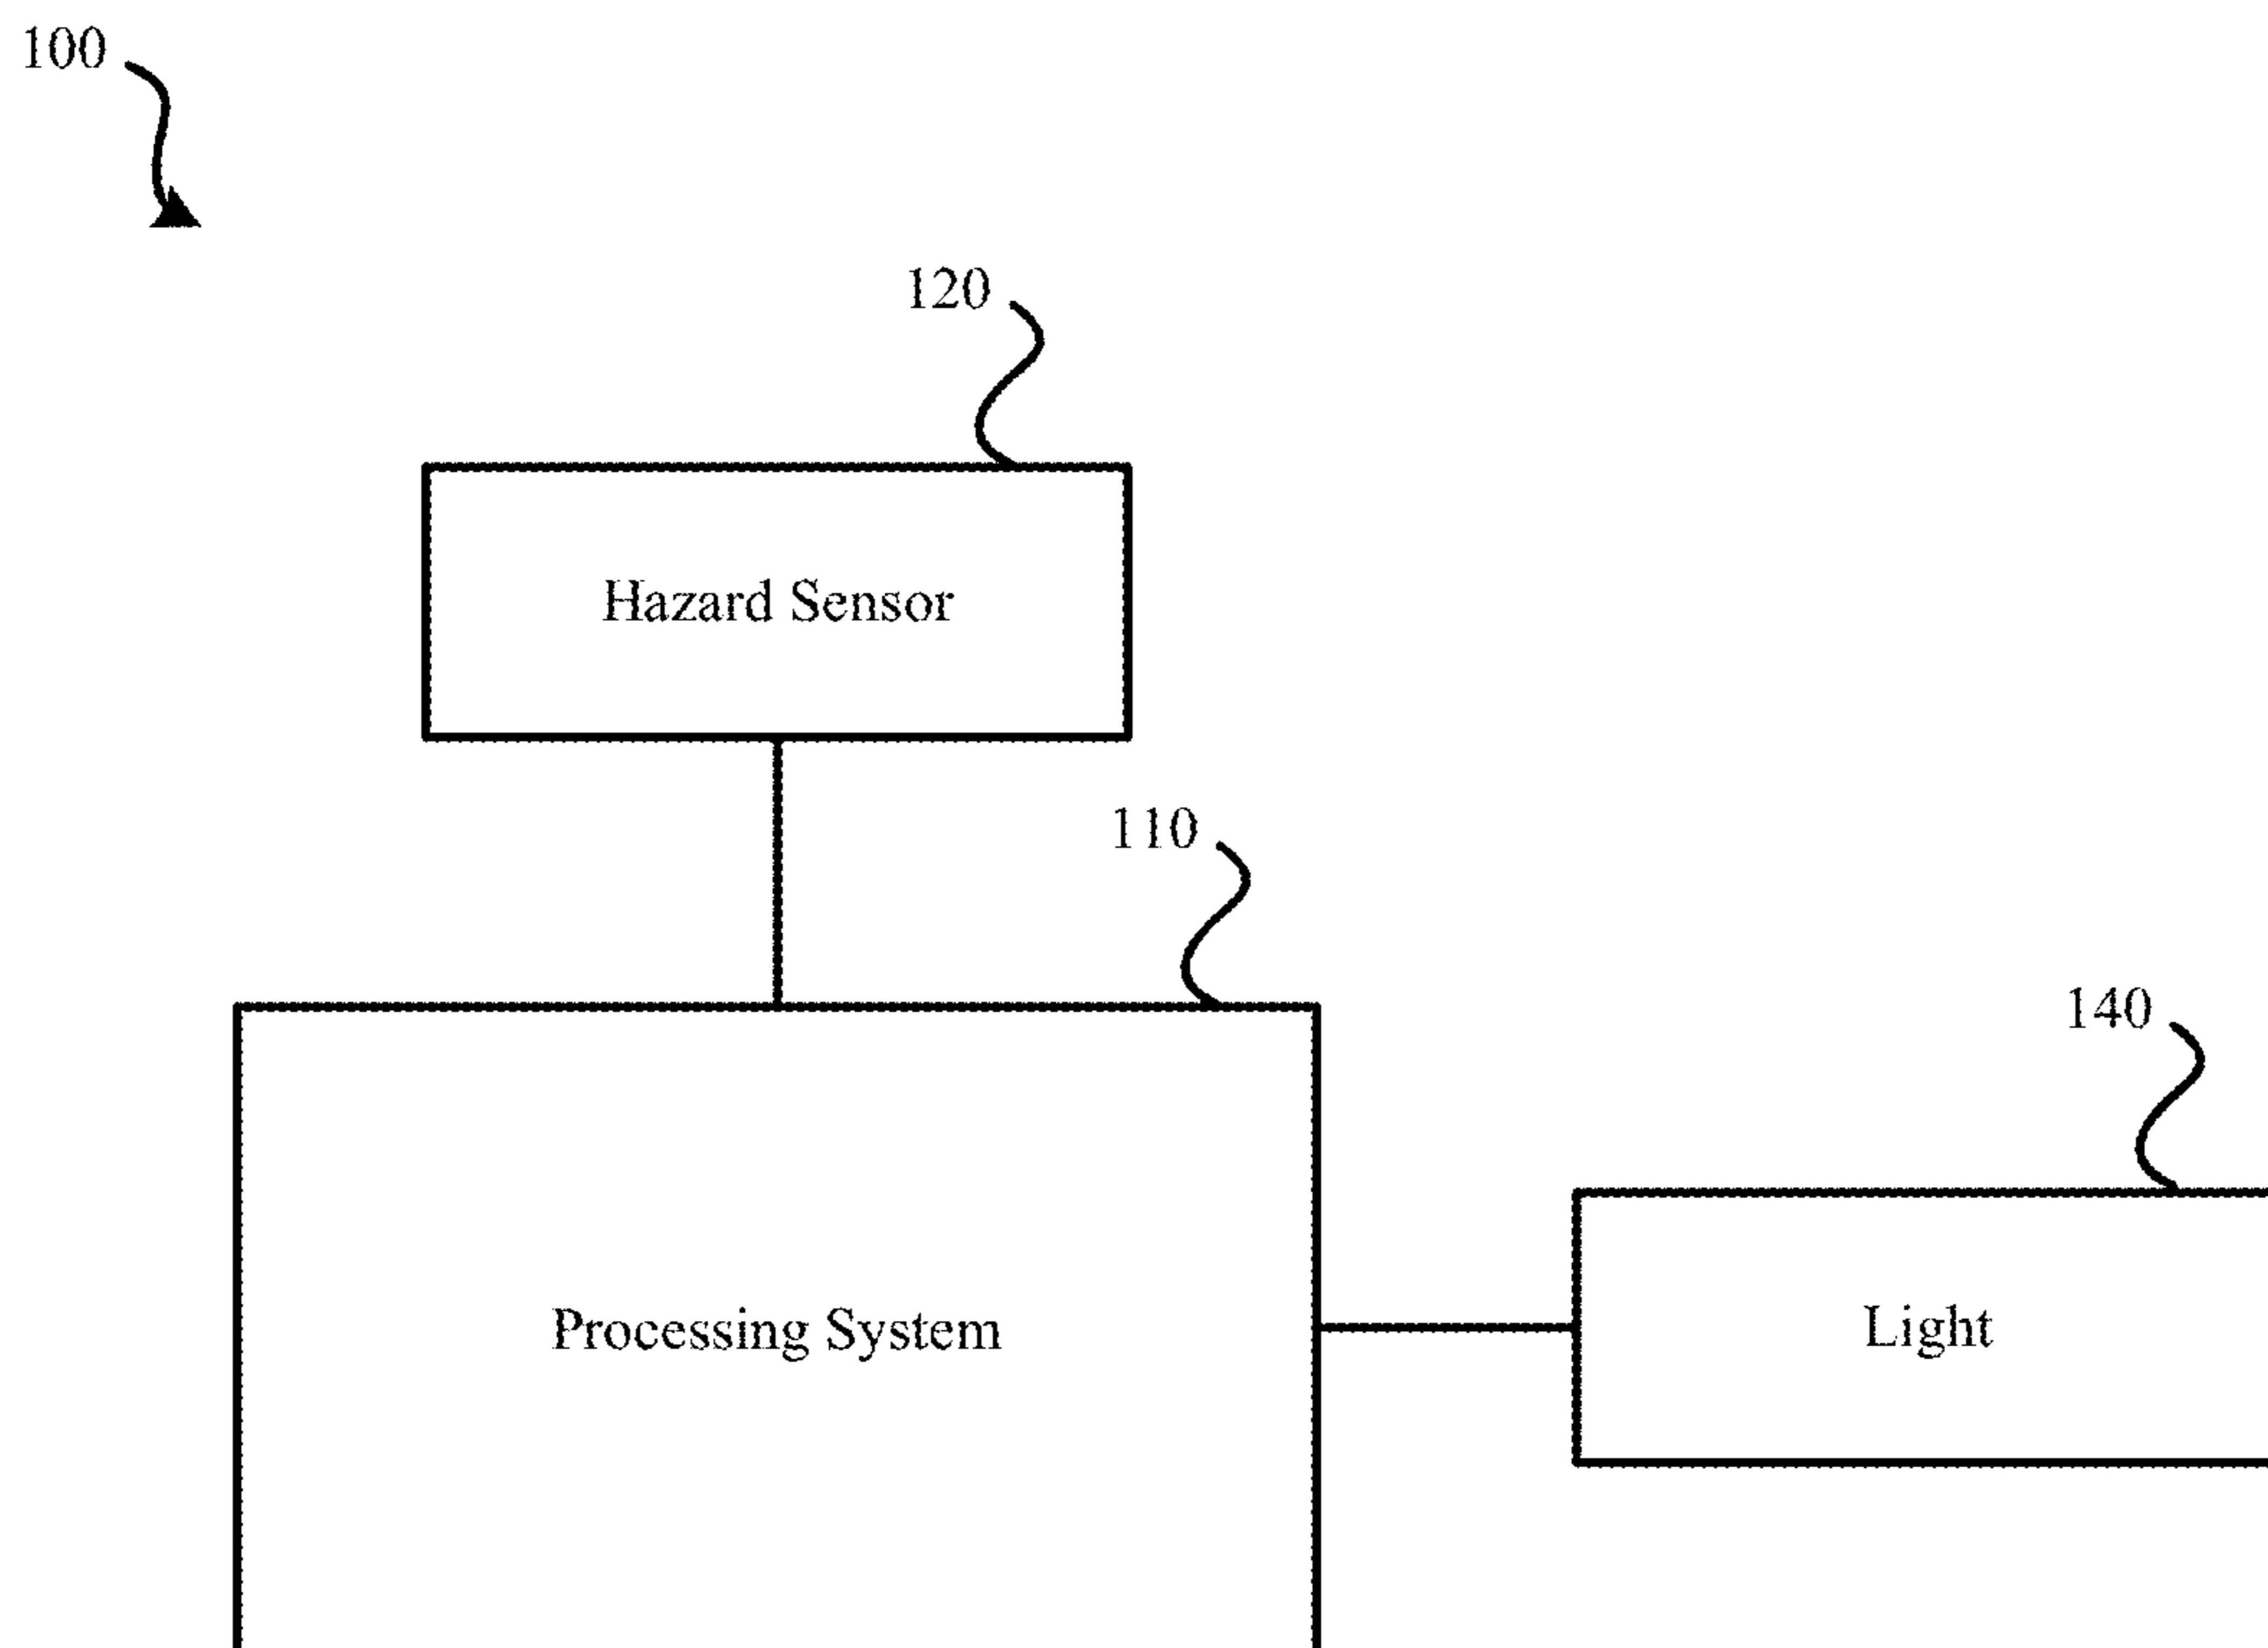 100
120
Hazard Sensor
110
140
Processing System
Light